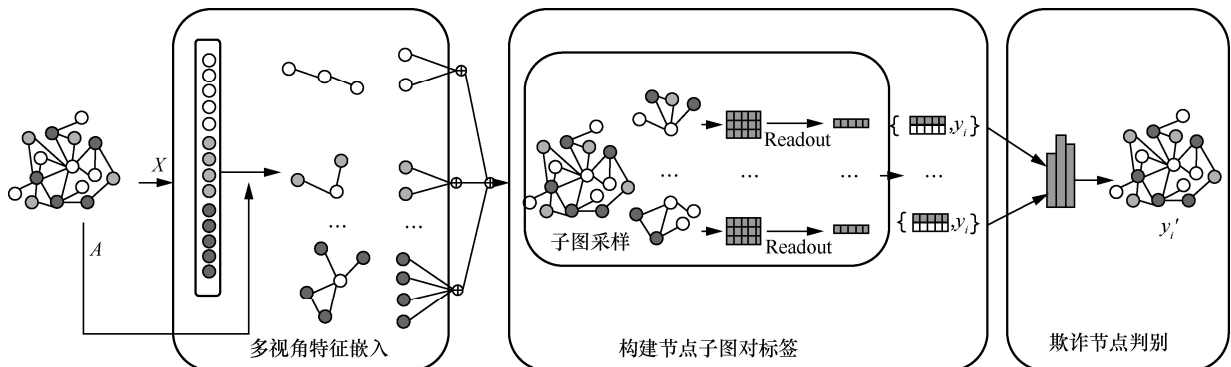 X
A
…
…
多视角特征嵌入
子图采样
Readout
…
…
…
Readout
{ ,y_i}
…
{ ,y_i}
构建节点子图对标签
y_i′
欺诈节点判别